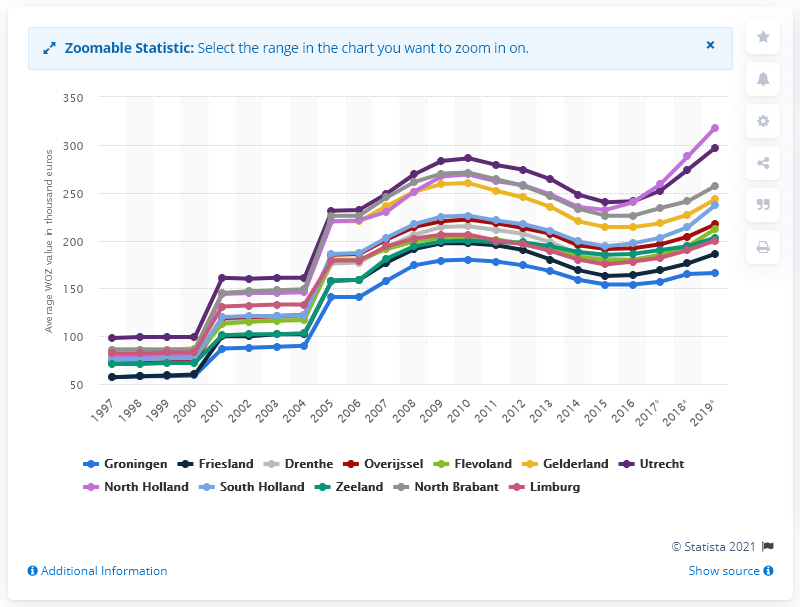 Zoomable Statistic: Select the range in the chart you want to zoom in on.
350
300
250
200
150
100
50
Average WOZ value in thousand euros
1997 1998 1999 2000 2001 2002 2003 2004 2005 2006 2007 2008 2009 2010 2011 2012 2013 2014 2015 2016 2017* 2018* 2019*
Groningen Friesland Drenthe Overijssel Flevoland Gelderland Utrecht
North Holland South Holland Zeeland North Brabant Limburg
© Statista 2021
Additional Information Show source